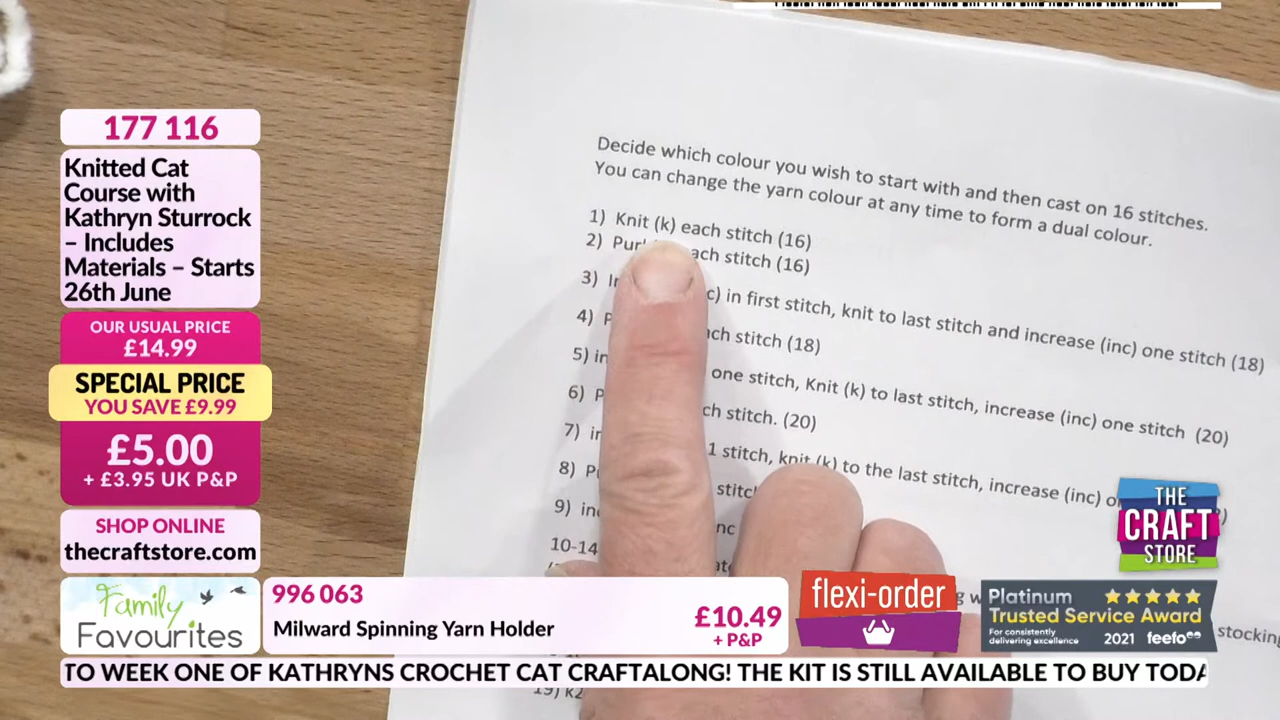 Decide which colour you wish to start with and then cast on 16 stitches.
You can change the yarn colour at any time to form a dual colour.
1) Knit (k) each stitch (16)
2) each stitch (16)
3) in first stitch, knit to last stitch and increase (inc) one stitch (18)
4) stitch (18)
5) one stitch, Knit (k) to last stitch, increase (inc) one stitch (20)
6) stitch. (20)
7) 1 stitch, knit (k) to the last stitch, increase (inc)
8)
9)
10-14
19) k2
177 116
Knitted Cat
Course with
Kathryn Sturrock
– Includes
Materials – Starts
26th June
OUR USUAL PRICE
£14.99
SPECIAL PRICE
YOU SAVE £9.99
£5.00
+ £3.95 UK P&P
SHOP ONLINE
thecraftstore.com
THE
CRAFT
STORE
Family
Favourites
996 063
Milward Spinning Yarn Holder
£10.49
+ P&P
flexi-order
Platinum
Trusted Service Award
For consistently
delivering excellence
2021 feefo
TO WEEK ONE OF KATHRYNS CROCHET CAT CRAFTALONG! THE KIT IS STILL AVAILABLE TO BUY